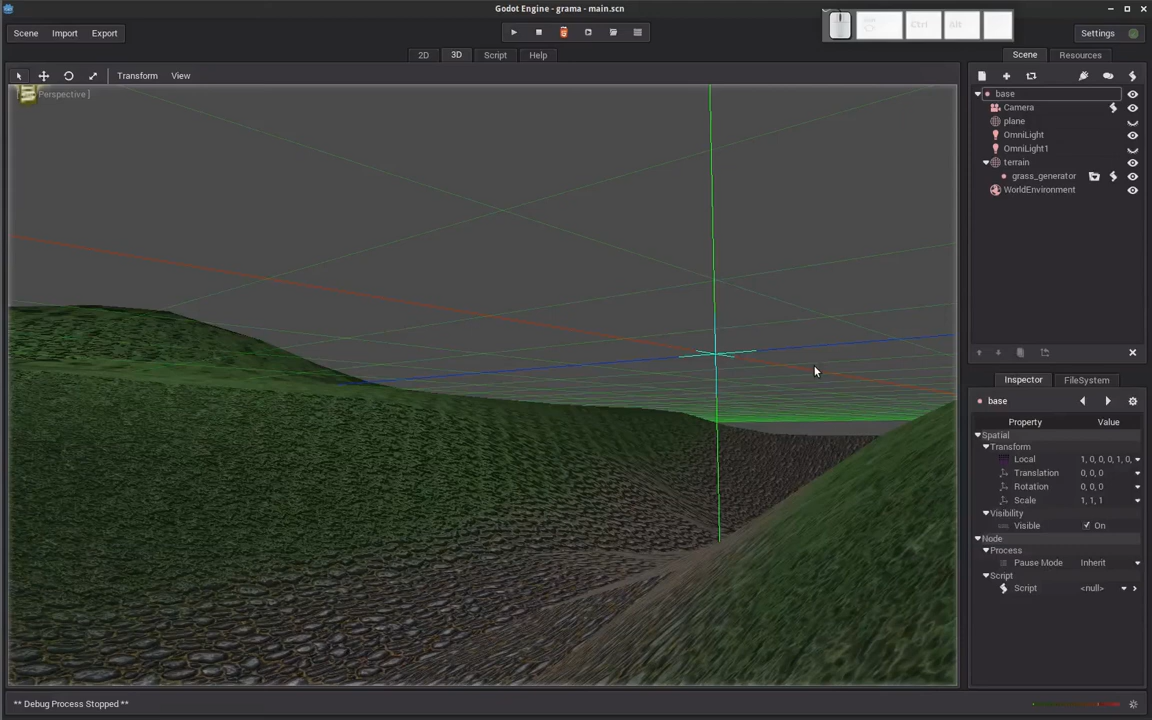 Godot Engine - grama - main.scn
Scene Import Export
Ctrl Alt
Settings
2D 3D Script Help
Scene Resources
Transform View
Perspective ]
base
Camera
plane
OmniLight
OmniLight1
terrain
grass_generator
WorldEnvironment
Inspector FileSystem
base
Property Value
Spatial
Transform
Local 1, 0, 0, 0, 1, 0,
Translation 0, 0, 0
Rotation 0, 0, 0
Scale 1, 1, 1
Visibility
Visible On
Node
Process
Pause Mode Inherit
Script
Script <null>
** Debug Process Stopped **